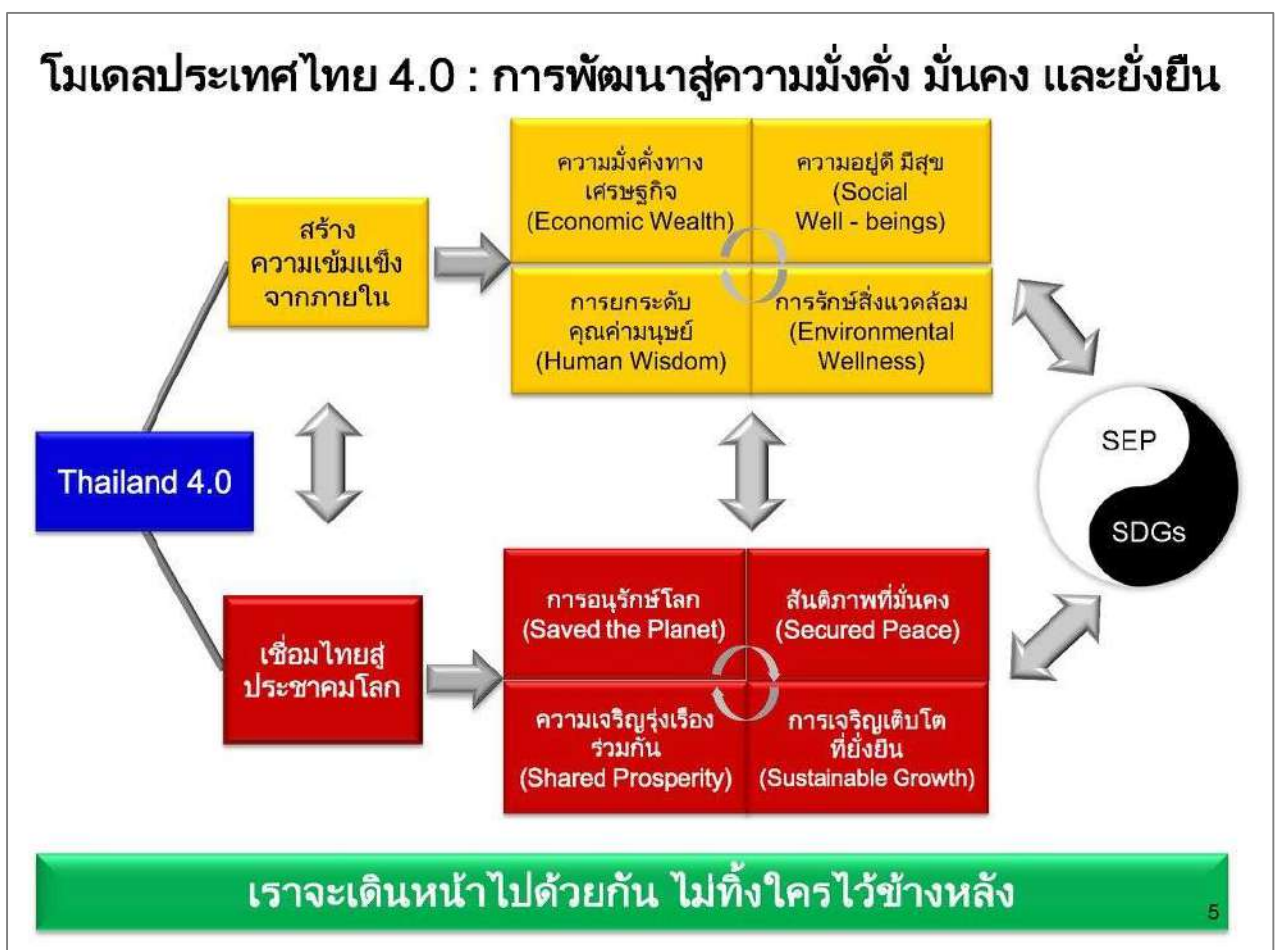 โมเดลประเทศไทย 4.0 : การพัฒนาสู่ความมั่งคั่ง มั่นคง และยั่งยืน
ความมั่งคั่งทาง
เศรษฐกิจ
(Economic Wealth)
ความอยู่ดี มีสุข
(Social
Well - beings)
สร้าง
ความเข้มแข็ง
จากภายใน
การยกระดับ
คุณค่ามนุษย์
(Human Wisdom)
การรักษ์สิ่งแวดล้อม
(Environmental
Wellness)
Thailand 4.0
SEP
SDGs
เชื่อมไทยสู่
ประชาคมโลก
การอนุรักษ์โลก
(Saved the Planet)
สันติภาพที่มั่นคง
(Secured Peace)
ความเจริญรุ่งเรือง
ร่วมกัน
(Shared Prosperity)
การเจริญเติบโต
ที่ยั่งยืน
(Sustainable Growth)
เราจะเดินหน้าไปด้วยกัน ไม่ทิ้งใครไว้ข้างหลัง
5